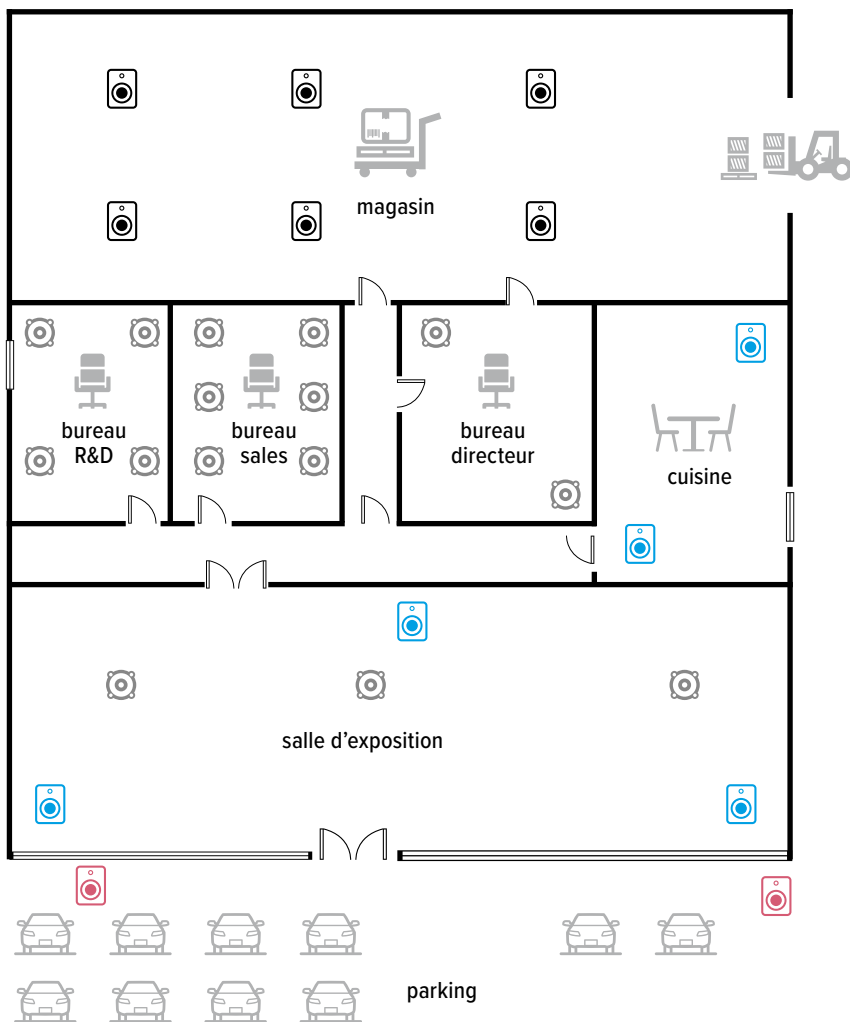 magasin
bureau
R&D
bureau
sales
bureau
directeur
cuisine
salle d’exposition
parking